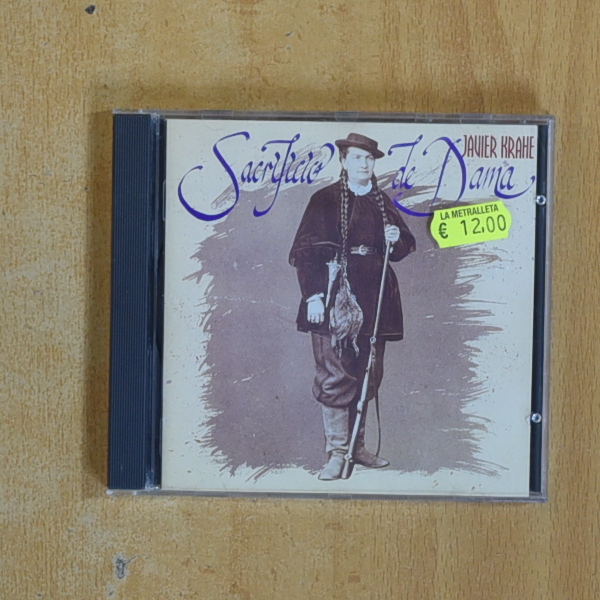 JAVIER KRAHE
Sacrificio de Dama
LA METRALLETA
€ 12.00